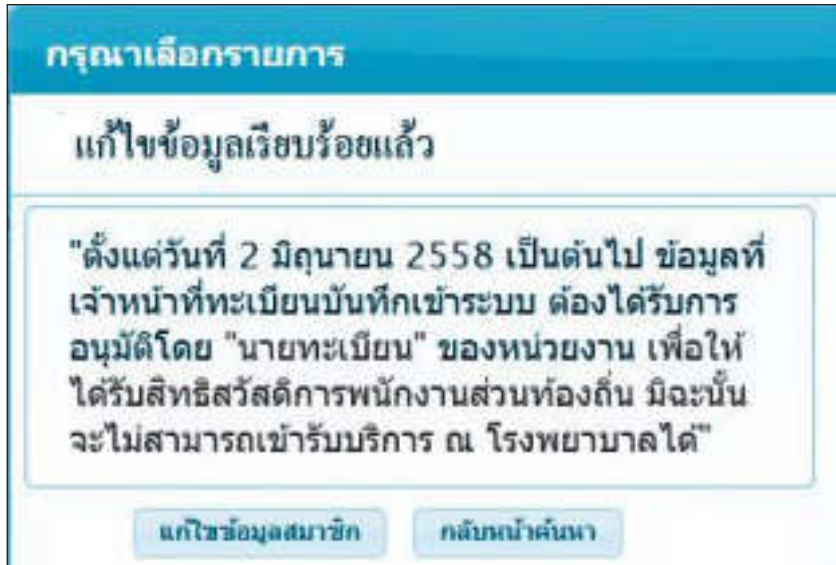 กรุณาเลือกรายการ
แก้ไขข้อมูลเรียบร้อยแล้ว
"ตั้งแต่วันที่ 2 มิถุนายน 2558 เป็นต้นไป ข้อมูลที่
เจ้าหน้าที่ทะเบียนบันทึกเข้าระบบ ต้องได้รับการ
อนุมัติโดย "นายทะเบียน" ของหน่วยงาน เพื่อให้
ได้รับสิทธิสวัสดิการพนักงานส่วนท้องถิ่น มิฉะนั้น
จะไม่สามารถเข้ารับบริการ ณ โรงพยาบาลได้"
แก้ไขข้อมูลสมาชิก
กลับหน้าค้นหา